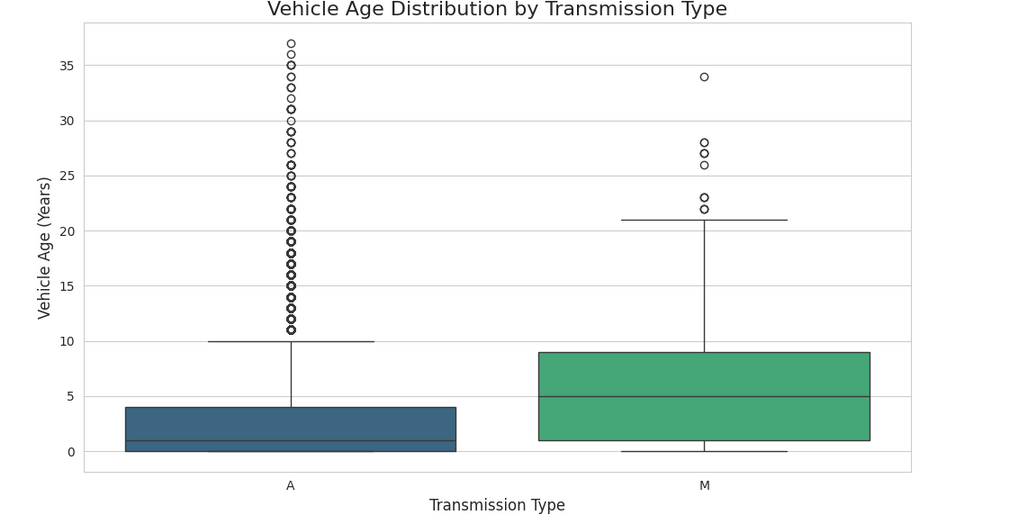 Vehicle Age Distribution by Transmission Type
Vehicle Age (Years)
35
30
25
20
15
10
5
0
A M
Transmission Type